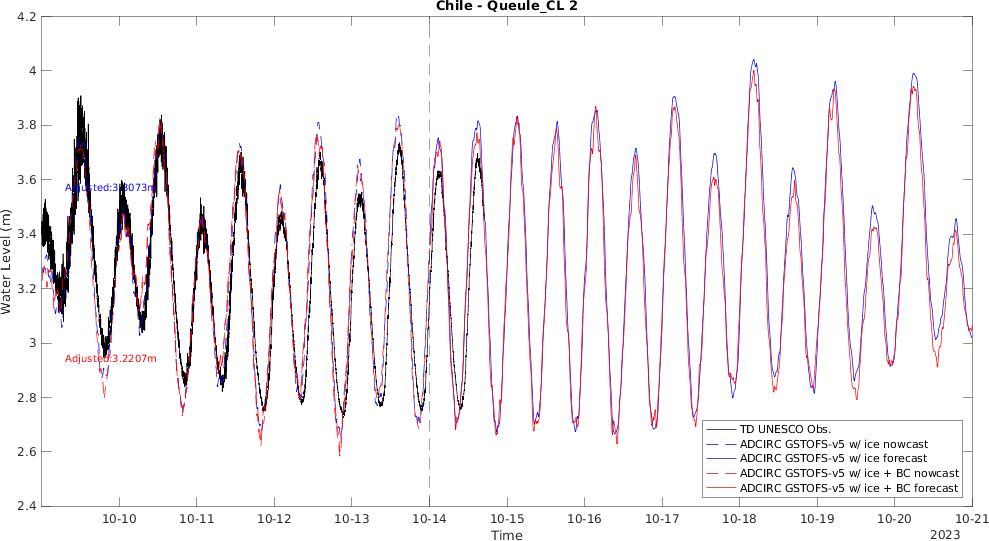 Chile - Queule_CL 2
4.2
4
3.8
3.6
3.4
3.2
3
2.8
2.6
2.4
Water Level (m)
Adjusted:3.2207m
TD UNESCO Obs.
ADCIRC GSTOFS-v5 w/ ice nowcast
ADCIRC GSTOFS-v5 w/ ice forecast
ADCIRC GSTOFS-v5 w/ ice + BC nowcast
ADCIRC GSTOFS-v5 w/ ice + BC forecast
10-10 10-11 10-12 10-13 10-14 10-15 10-16 10-17 10-18 10-19 10-20 10-21
Time
2023